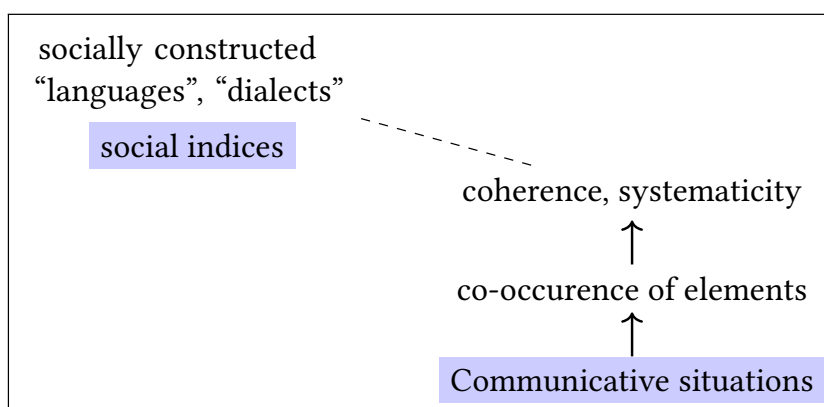 socially constructed
“languages”, “dialects”
social indices
coherence, systematicity
co-occurence of elements
Communicative situations